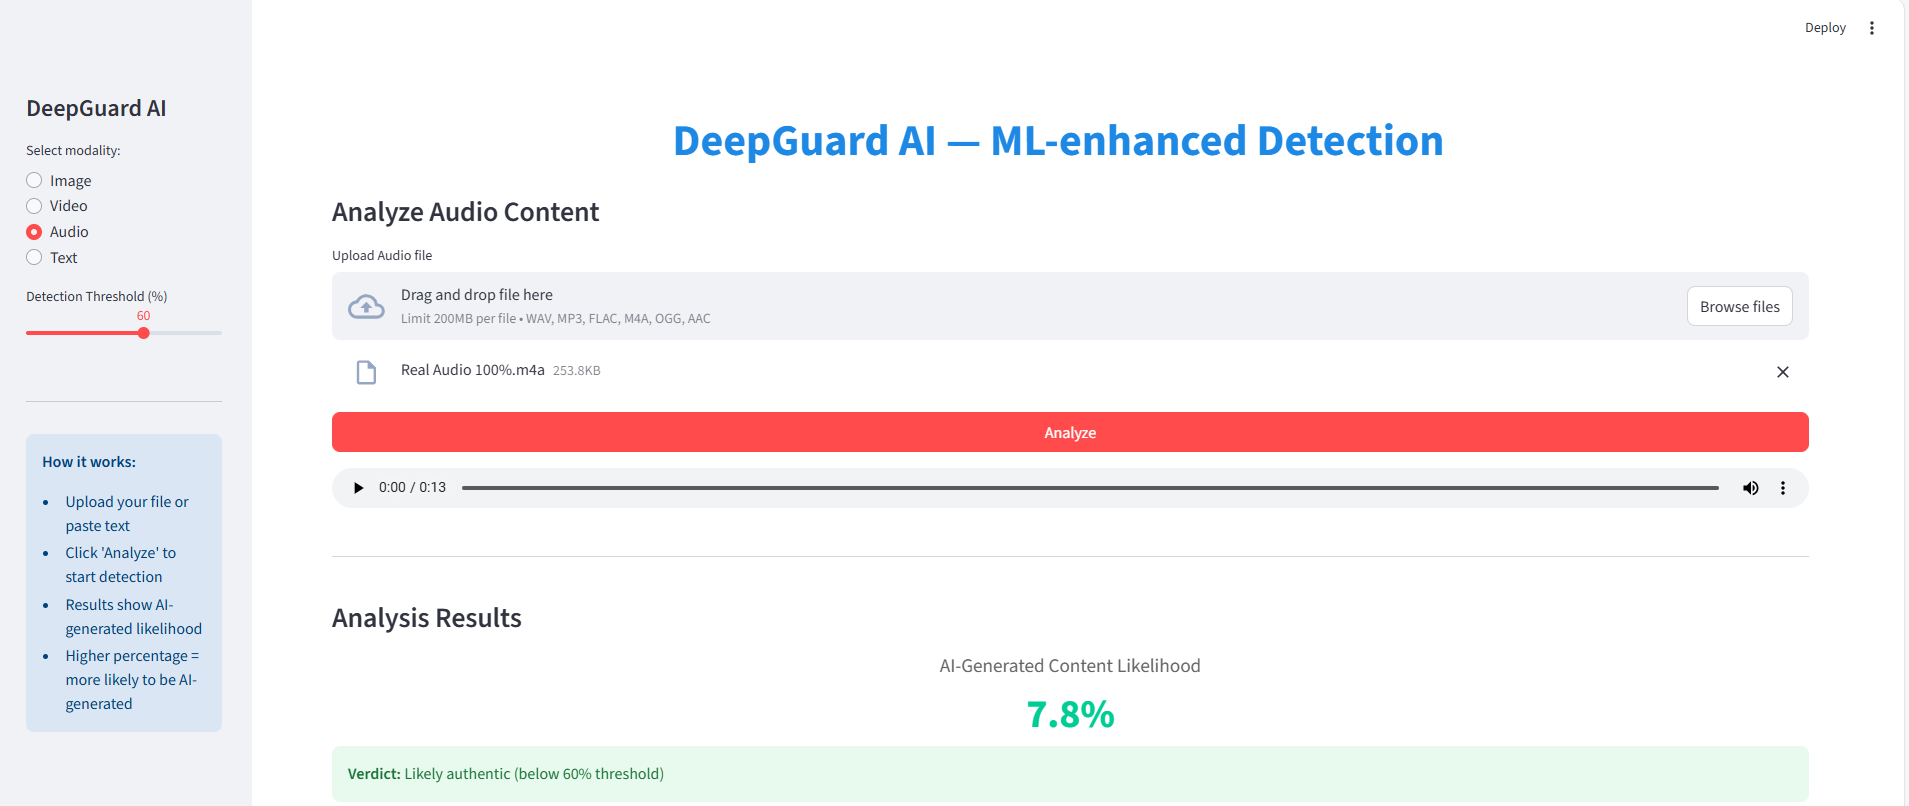 Deploy
DeepGuard AI
Select modality:
Image
Video
Audio
Text
Detection Threshold (%)
60
How it works:
• Upload your file or
paste text
• Click 'Analyze' to
start detection
• Results show AI-
generated likelihood
• Higher percentage =
more likely to be AI-
generated
DeepGuard AI — ML-enhanced Detection
Analyze Audio Content
Upload Audio file
Drag and drop file here
Limit 200MB per file • WAV, MP3, FLAC, M4A, OGG, AAC
Browse files
Real Audio 100%.m4a 253.8KB
Analyze
0:00 / 0:13
Analysis Results
AI-Generated Content Likelihood
7.8%
Verdict: Likely authentic (below 60% threshold)